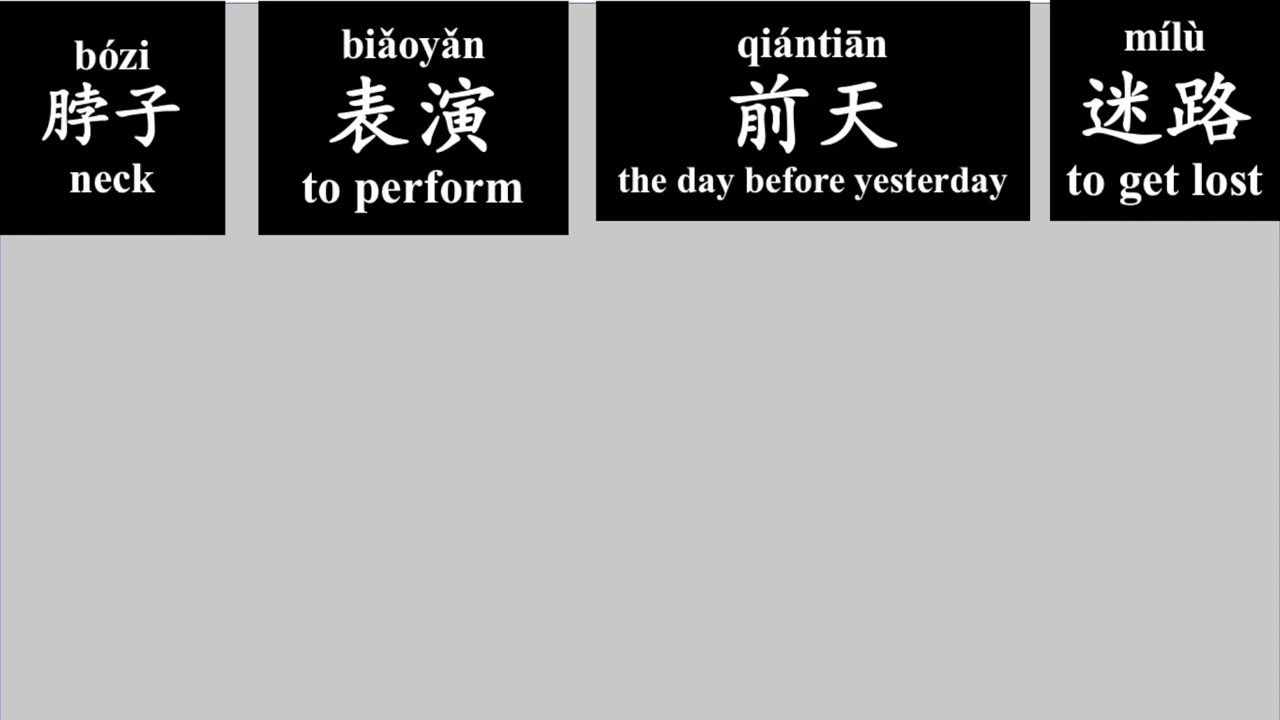 bózi
脖子
neck
biǎoyǎn
表演
to perform
qiántiān
前天
the day before yesterday
mílù
迷路
to get lost